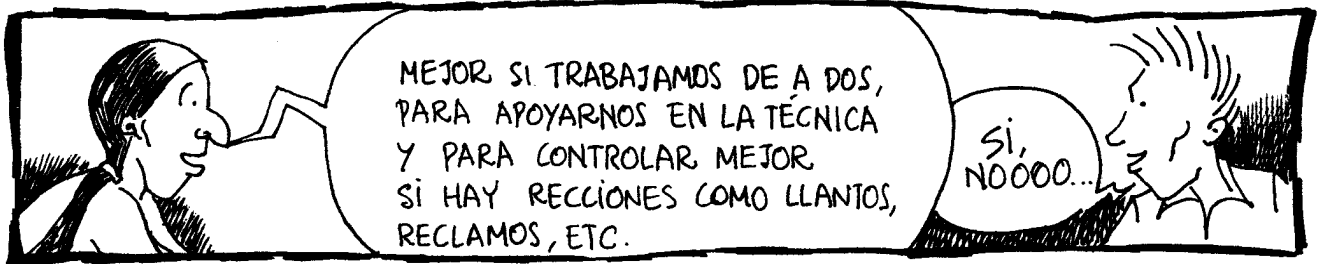 MEJOR SI TRABAJAMOS DE A DOS,
PARA APOYARNOS EN LA TÉCNICA
Y PARA CONTROLAR MEJOR
SI HAY RECCIONES COMO LLANTOS,
RECLAMOS, ETC.
SÍ,
NOOOO...